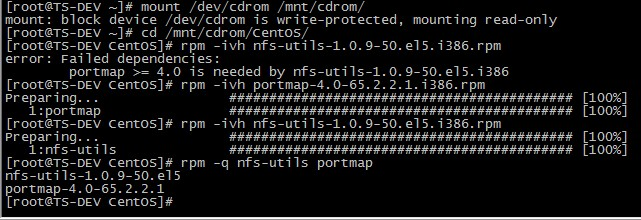 [root@TS-DEV ~]# mount /dev/cdrom /mnt/cdrom/
mount: block device /dev/cdrom is write-protected, mounting read-only
[root@TS-DEV ~]# cd /mnt/cdrom/CentOS/
[root@TS-DEV CentOS]# rpm -ivh nfs-utils-1.0.9-50.el5.i386.rpm
error: Failed dependencies:
        portmap >= 4.0 is needed by nfs-utils-1.0.9-50.el5.i386
[root@TS-DEV CentOS]# rpm -ivh portmap-4.0-65.2.2.1.i386.rpm
Preparing...                ########################################### [100%]
   1:portmap                ########################################### [100%]
[root@TS-DEV CentOS]# rpm -ivh nfs-utils-1.0.9-50.el5.i386.rpm
Preparing...                ########################################### [100%]
   1:nfs-utils              ########################################### [100%]
[root@TS-DEV CentOS]# rpm -q nfs-utils portmap
nfs-utils-1.0.9-50.el5
portmap-4.0-65.2.2.1
[root@TS-DEV CentOS]#